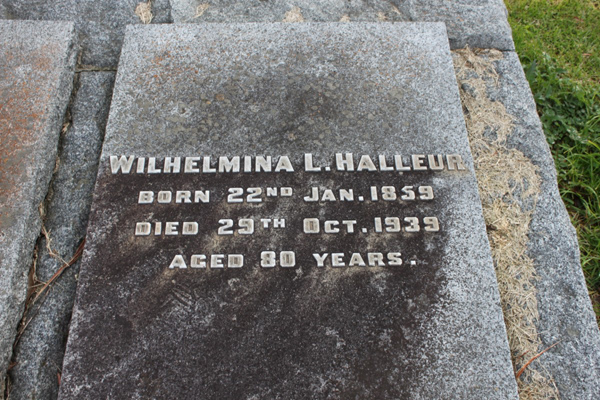 WILHELMINA L. HALLEUR
BORN 22ND JAN. 1859
DIED 29TH OCT. 1939
AGED 80 YEARS.